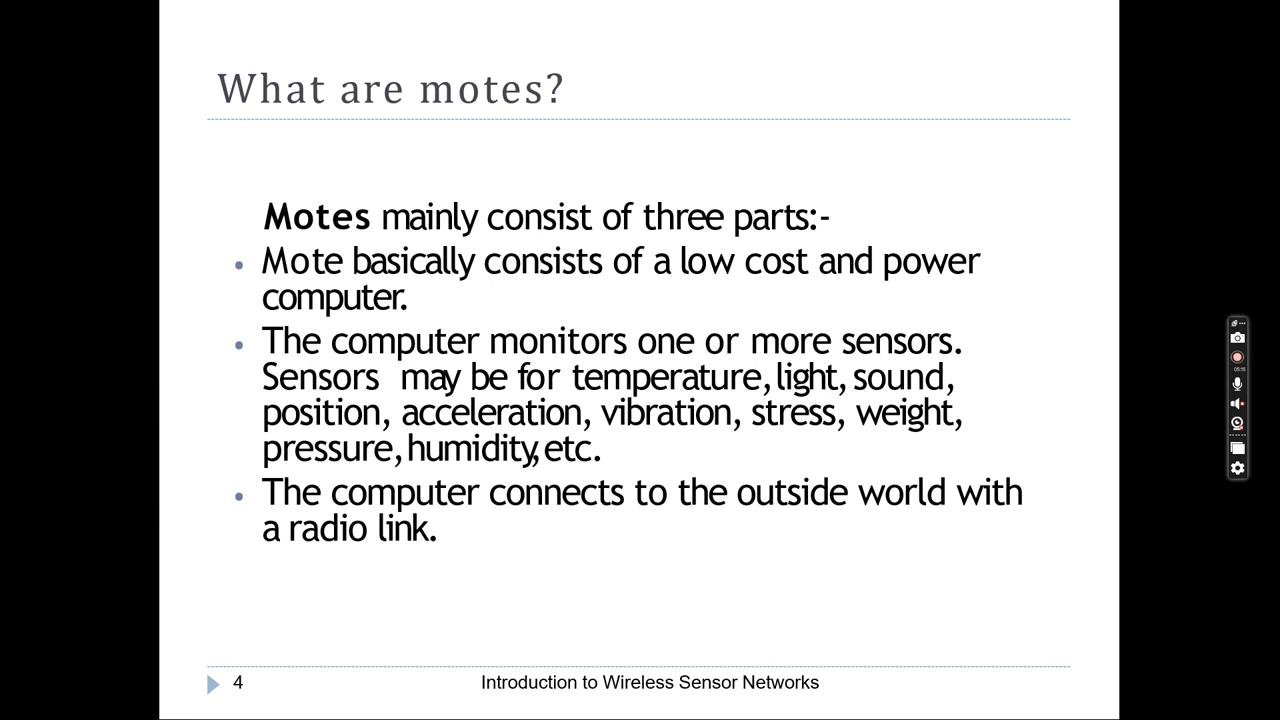 What are motes?
Motes mainly consist of three parts:-
• Mote basically consists of a low cost and power
computer.
• The computer monitors one or more sensors.
Sensors may be for temperature, light, sound,
position, acceleration, vibration, stress, weight,
pressure, humidity, etc.
• The computer connects to the outside world with
a radio link.
4
Introduction to Wireless Sensor Networks